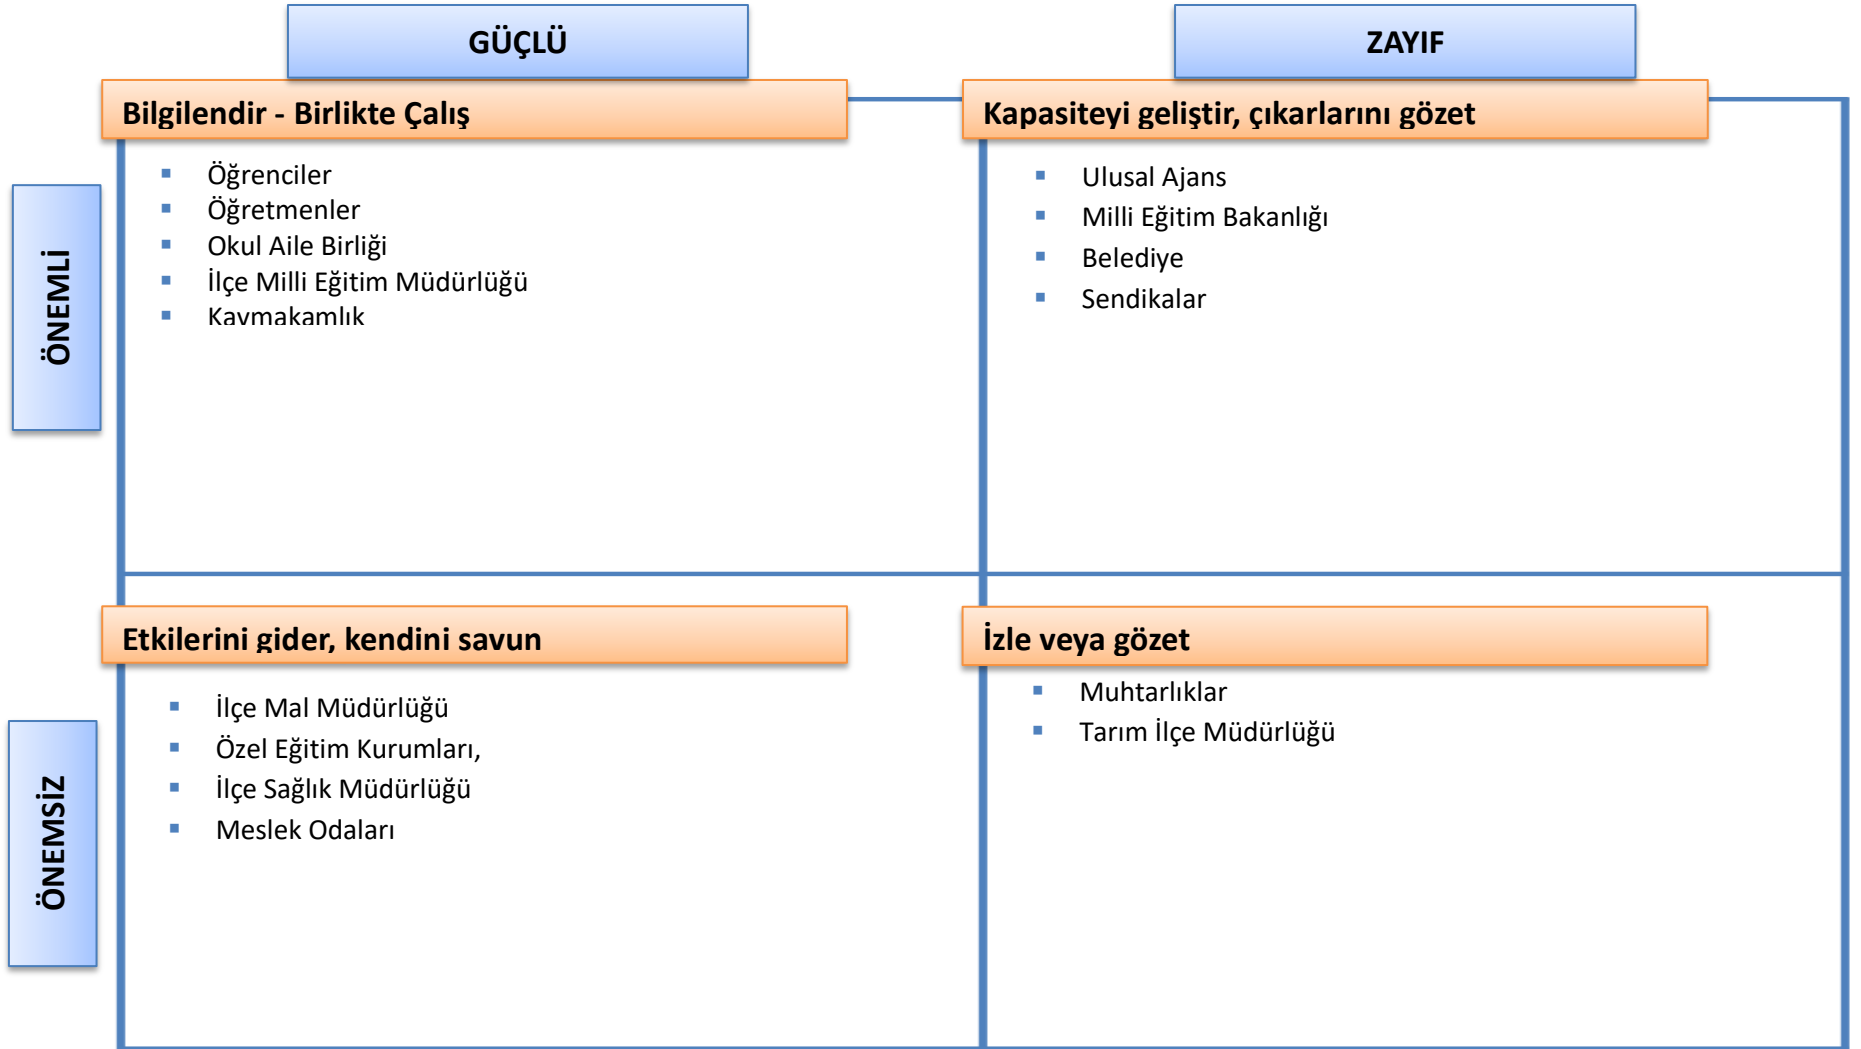 GÜÇLÜ
ZAYIF
ÖNEMLİ
Bilgilendir - Birlikte Çalış
Öğrenciler
Öğretmenler
Okul Aile Birliği
İlçe Milli Eğitim Müdürlüğü
Kaymakamlık
Kapasiteyi geliştir, çıkarlarını gözet
Ulusal Ajans
Milli Eğitim Bakanlığı
Belediye
Sendikalar
ÖNEMSİZ
Etkilerini gider, kendini savun
İlçe Mal Müdürlüğü
Özel Eğitim Kurumları,
İlçe Sağlık Müdürlüğü
Meslek Odaları
İzle veya gözet
Muhtarlıklar
Tarım İlçe Müdürlüğü